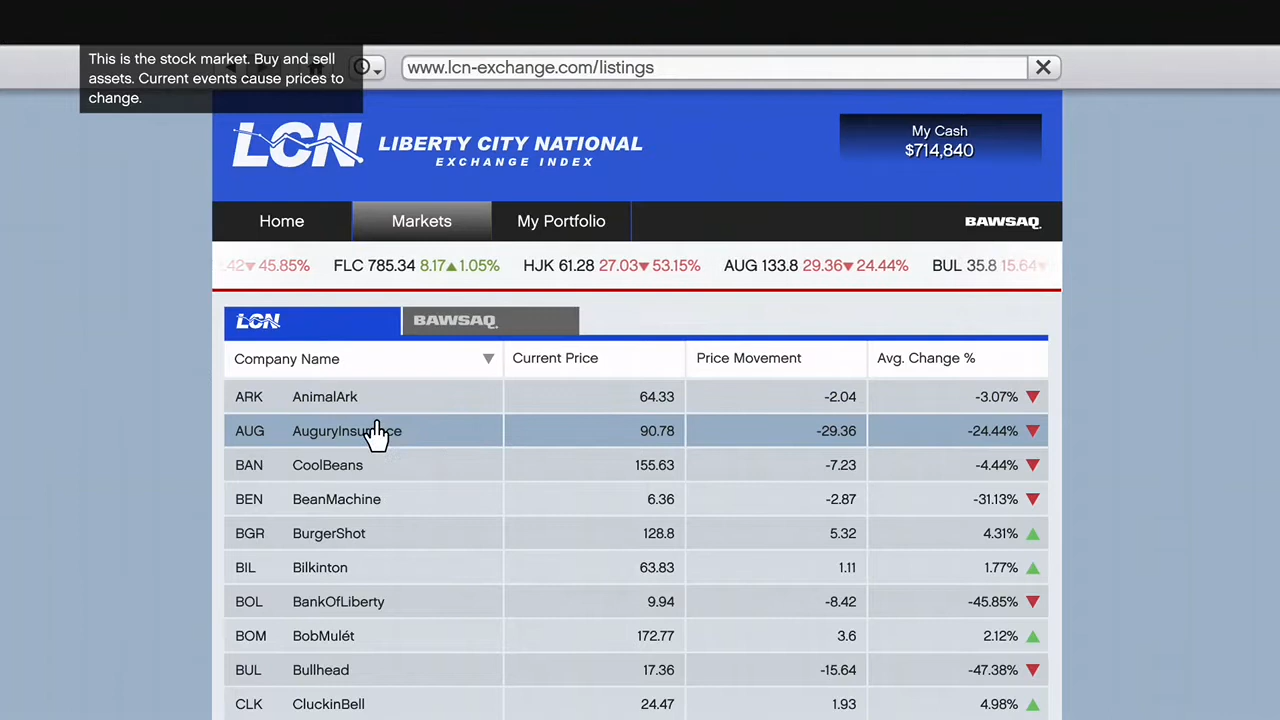 This is the stock market. Buy and sell
assets. Current events cause prices to
change.
www.lcn-exchange.com/listings
LCN LIBERTY CITY NATIONAL
EXCHANGE INDEX
My Cash
$714,840
Home Markets My Portfolio BAWSAQ
.42 45.85% FLC 785.34 8.17 1.05% HJK 61.28 27.03 53.15% AUG 133.8 29.36 24.44% BUL 35.8 15.64
LCN BAWSAQ
Company Name Current Price Price Movement Avg. Change %
ARK AnimalArk 64.33 -2.04 -3.07%
AUG AuguryInsurance 90.78 -29.36 -24.44%
BAN CoolBeans 155.63 -7.23 -4.44%
BEN BeanMachine 6.36 -2.87 -31.13%
BGR BurgerShot 128.8 5.32 4.31%
BIL Bilkinton 63.83 1.11 1.77%
BOL BankOfLiberty 9.94 -8.42 -45.85%
BOM BobMulét 172.77 3.6 2.12%
BUL Bullhead 17.36 -15.64 -47.38%
CLK CluckinBell 24.47 1.93 4.98%